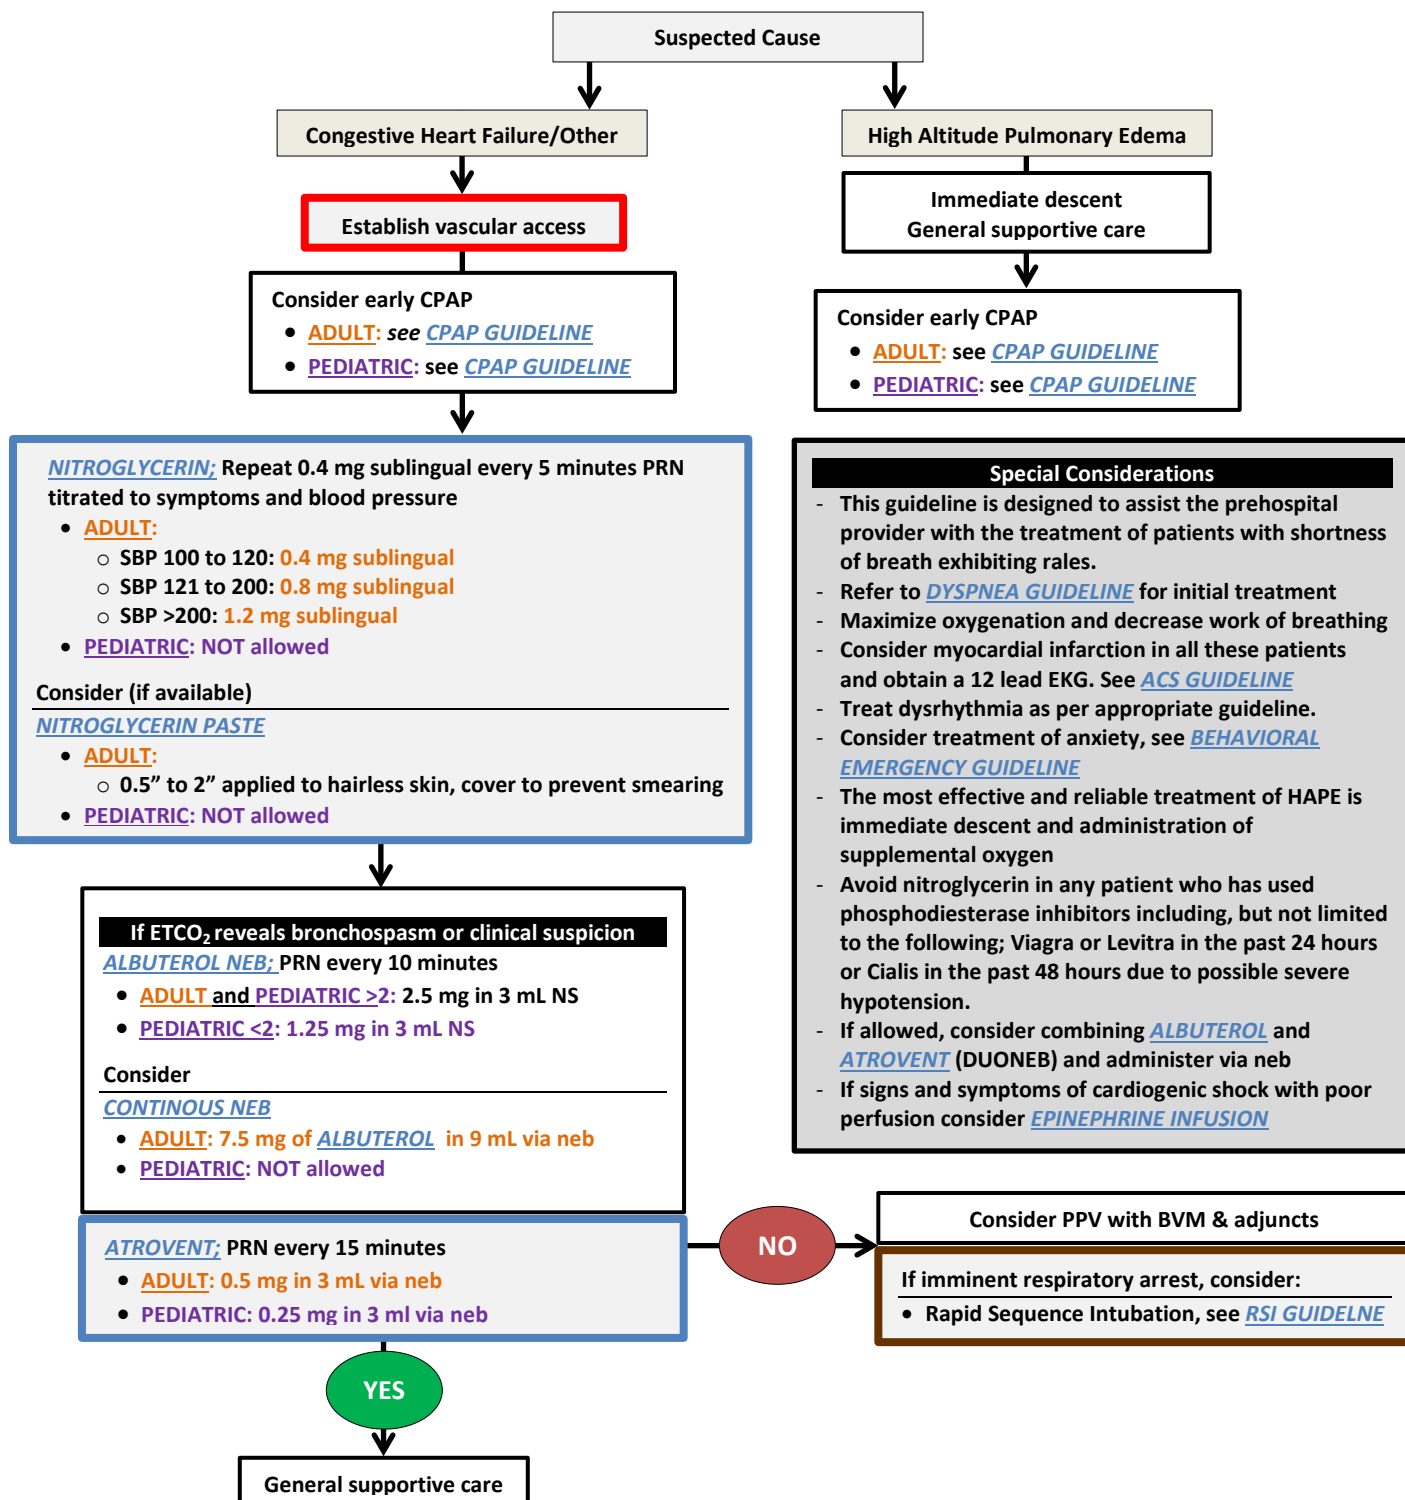 Suspected Cause
Congestive Heart Failure/Other
High Altitude Pulmonary Edema
Establish vascular access
Immediate descent
General supportive care
Consider early CPAP
• ADULT: see CPAP GUIDELINE
• PEDIATRIC: see CPAP GUIDELINE
Consider early CPAP
• ADULT: see CPAP GUIDELINE
• PEDIATRIC: see CPAP GUIDELINE
NITROGLYCERIN; Repeat 0.4 mg sublingual every 5 minutes PRN
titrated to symptoms and blood pressure
• ADULT:
o SBP 100 to 120: 0.4 mg sublingual
o SBP 121 to 200: 0.8 mg sublingual
o SBP >200: 1.2 mg sublingual
• PEDIATRIC: NOT allowed
Consider (if available)
NITROGLYCERIN PASTE
• ADULT:
o 0.5” to 2” applied to hairless skin, cover to prevent smearing
• PEDIATRIC: NOT allowed
Special Considerations
- This guideline is designed to assist the prehospital
provider with the treatment of patients with shortness
of breath exhibiting rales.
- Refer to DYSPNEA GUIDELINE for initial treatment
- Maximize oxygenation and decrease work of breathing
- Consider myocardial infarction in all these patients
and obtain a 12 lead EKG. See ACS GUIDELINE
- Treat dysrhythmia as per appropriate guideline.
- Consider treatment of anxiety, see BEHAVIORAL
EMERGENCY GUIDELINE
- The most effective and reliable treatment of HAPE is
immediate descent and administration of
supplemental oxygen
- Avoid nitroglycerin in any patient who has used
phosphodiesterase inhibitors including, but not limited
to the following; Viagra or Levitra in the past 24 hours
or Cialis in the past 48 hours due to possible severe
hypotension.
- If allowed, consider combining ALBUTEROL and
ATROVENT (DUONEB) and administer via neb
- If signs and symptoms of cardiogenic shock with poor
perfusion consider EPINEPHRINE INFUSION
If ETCO₂ reveals bronchospasm or clinical suspicion
ALBUTEROL NEB; PRN every 10 minutes
• ADULT and PEDIATRIC >2: 2.5 mg in 3 mL NS
• PEDIATRIC <2: 1.25 mg in 3 mL NS
Consider
CONTINOUS NEB
• ADULT: 7.5 mg of ALBUTEROL in 9 mL via neb
• PEDIATRIC: NOT allowed
ATROVENT; PRN every 15 minutes
• ADULT: 0.5 mg in 3 mL via neb
• PEDIATRIC: 0.25 mg in 3 ml via neb
NO
Consider PPV with BVM & adjuncts
If imminent respiratory arrest, consider:
• Rapid Sequence Intubation, see RSI GUIDELNE
YES
General supportive care